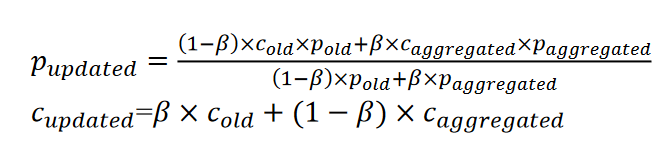 p_updated = ((1−β)×c_old×p_old+β×c_aggregated×p_aggregated)/((1−β)×p_old+β×p_aggregated)
c_updated=β × c_old + (1 − β) × c_aggregated